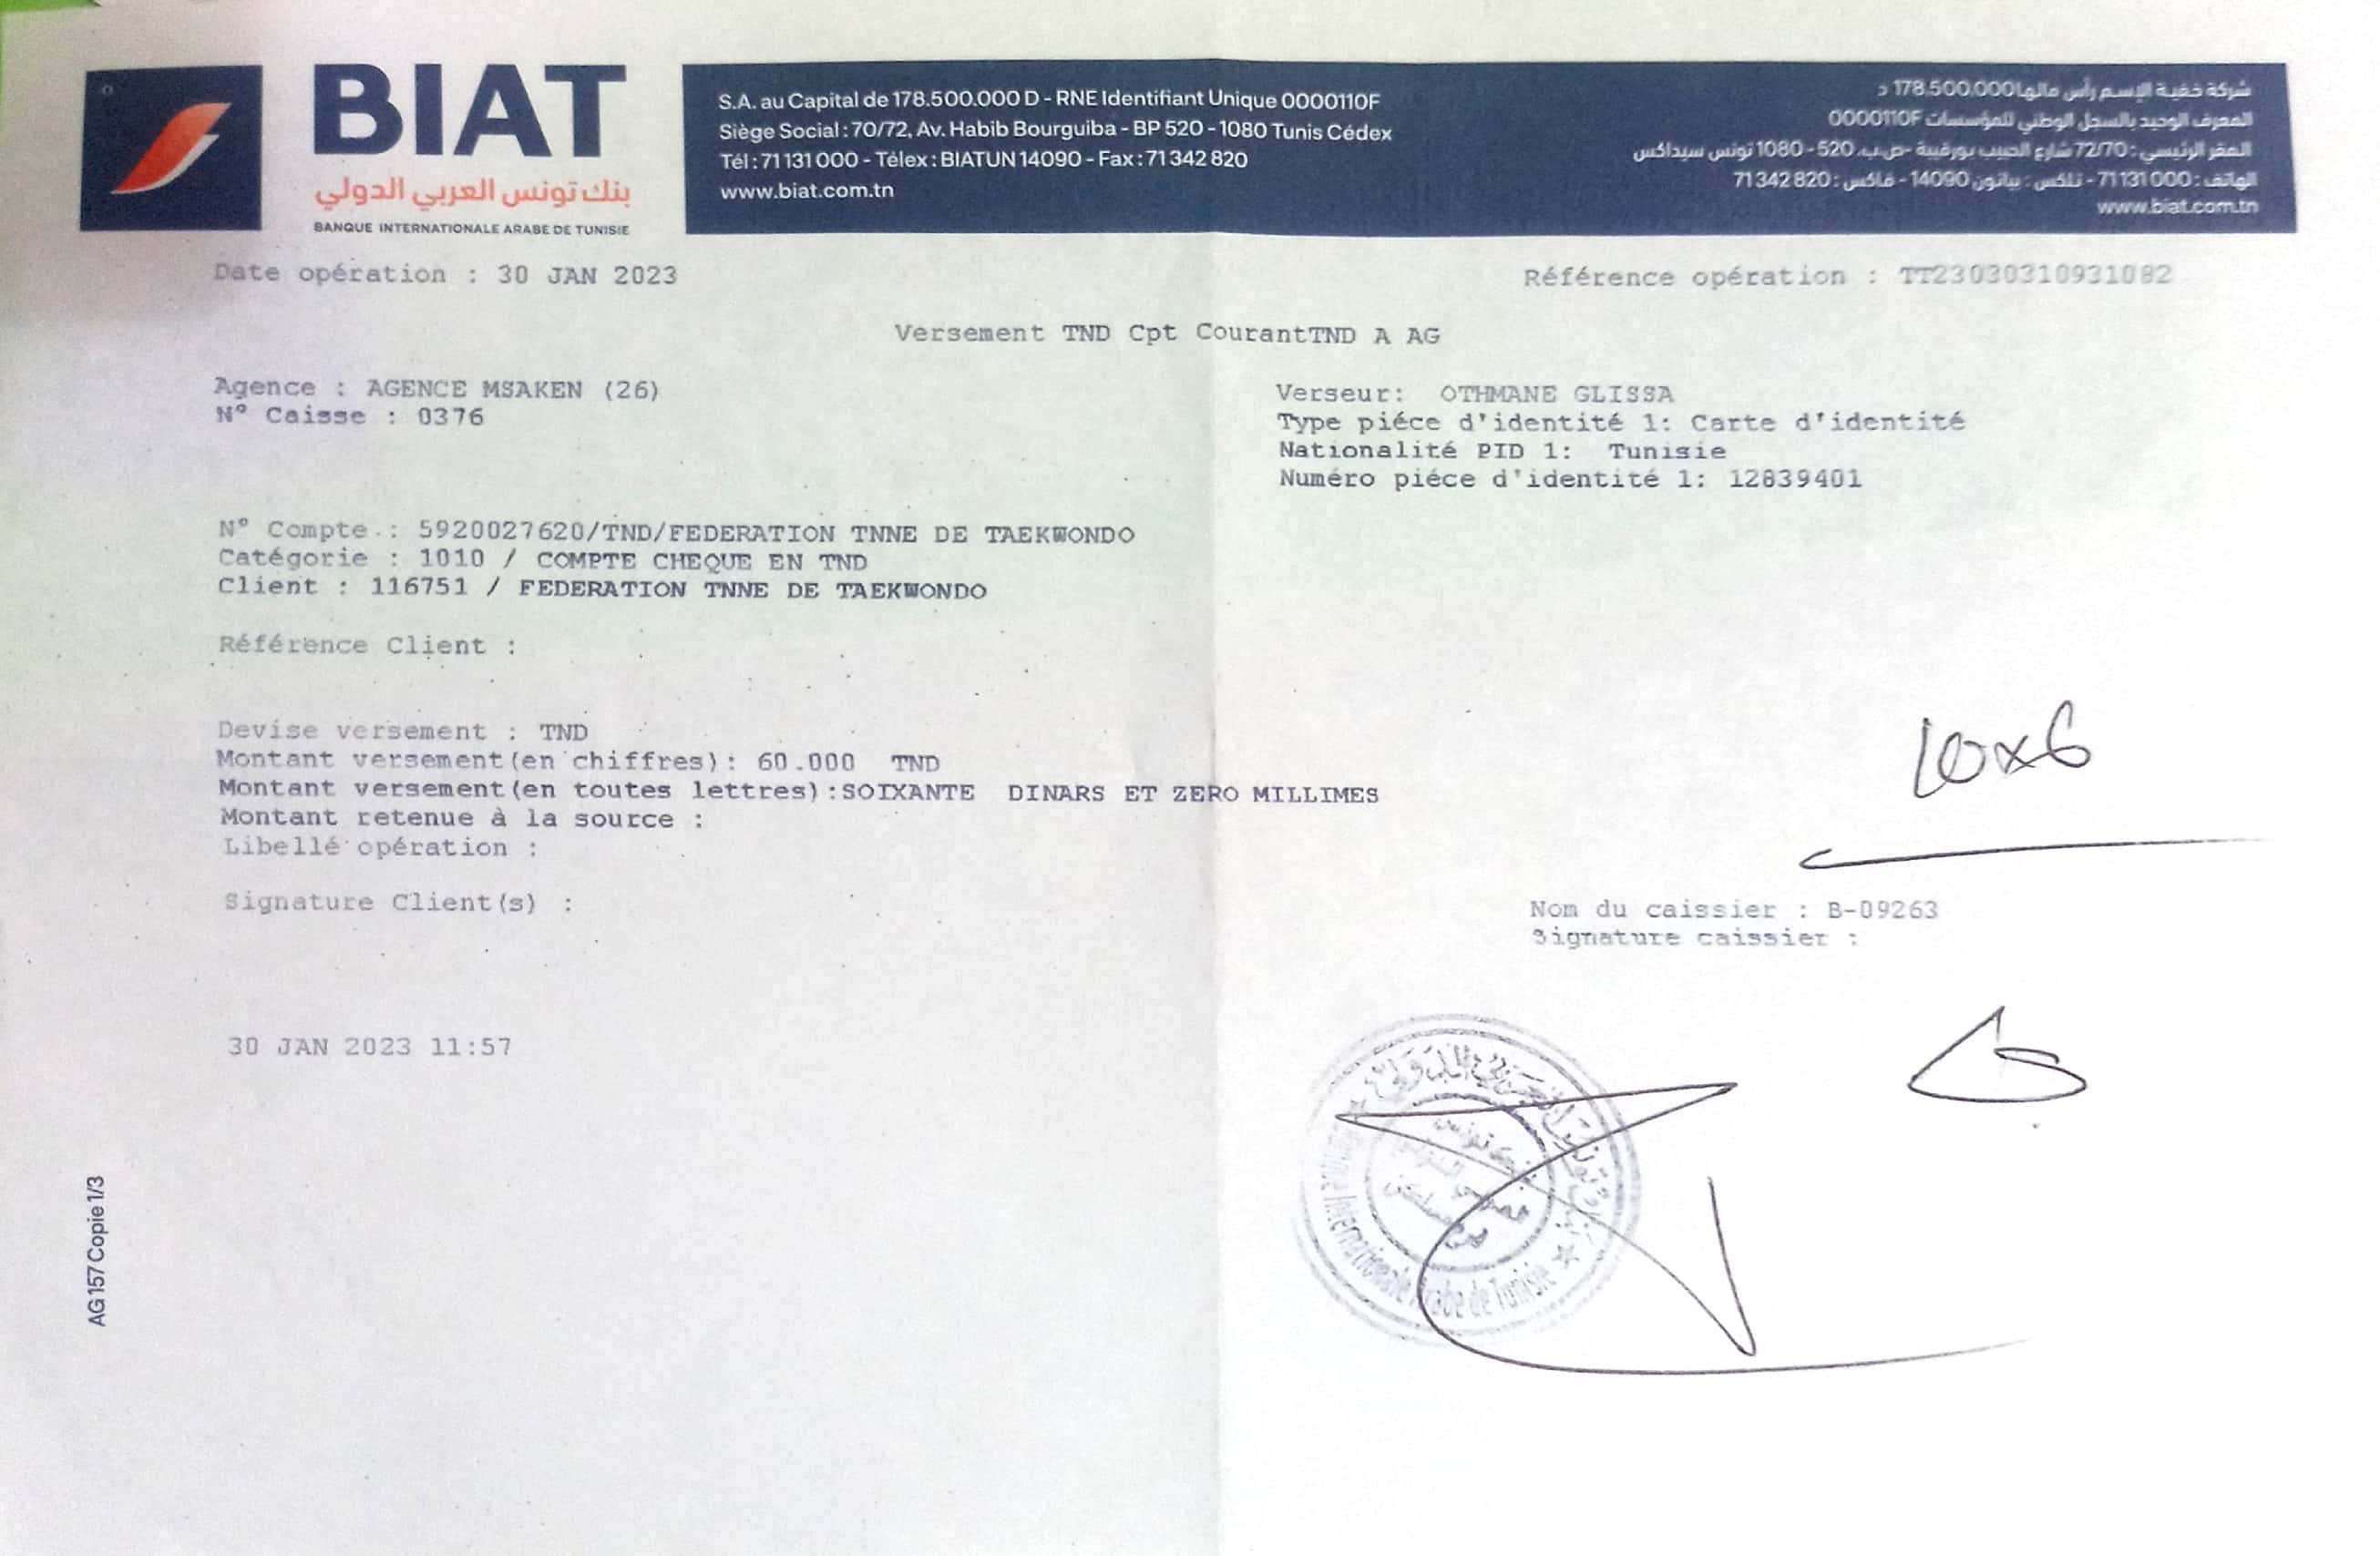 BIAT
بنك تونس العربي الدولي
BANQUE INTERNATIONALE ARABE DE TUNISIE
S.A. au Capital de 178.500.000 D - RNE Identifiant Unique 0000110F
Siège Social : 70/72, Av. Habib Bourguiba - BP 520 - 1080 Tunis Cédex
Tél : 71 131 000 - Télex : BIATUN 14090 - Fax : 71 342 820
www.biat.com.tn
شركة خفية الإسم رأس مالها 178.500.000 د
المعرف الوحيد بالسجل الوطني للمؤسسات 0000110F
المقر الرئيسي : 72/70 شارع الحبيب بورقيبة - ص.ب. 520 - 1080 تونس سيداكس
الهاتف : 71 131 000 - تلكس : بياتون 14090 - فاكس : 71 342 820
www.biat.com.tn
Date opération : 30 JAN 2023
Référence opération : TT23030310931082
Versement TND Cpt CourantTND A AG
Agence : AGENCE MSAKEN (26)
N° Caisse : 0376
Verseur: OTHMANE GLISSA
Type piéce d'identité 1: Carte d'identité
Nationalité PID 1: Tunisie
Numéro piéce d'identité 1: 12839401
N° Compte : 5920027620/TND/FEDERATION TNNE DE TAEKWONDO
Catégorie : 1010 / COMPTE CHEQUE EN TND
Client : 116751 / FEDERATION TNNE DE TAEKWONDO
Référence Client :
Devise versement : TND
Montant versement(en chiffres): 60.000 TND
Montant versement(en toutes lettres):SOIXANTE DINARS ET ZERO MILLIMES
Montant retenue à la source :
Libellé opération :
10x6
Signature Client(s) :
Nom du caissier : B-09263
Signature caissier :
30 JAN 2023 11:57
Internationale Arabe de Tunisie
AG 157 Copie 1/3